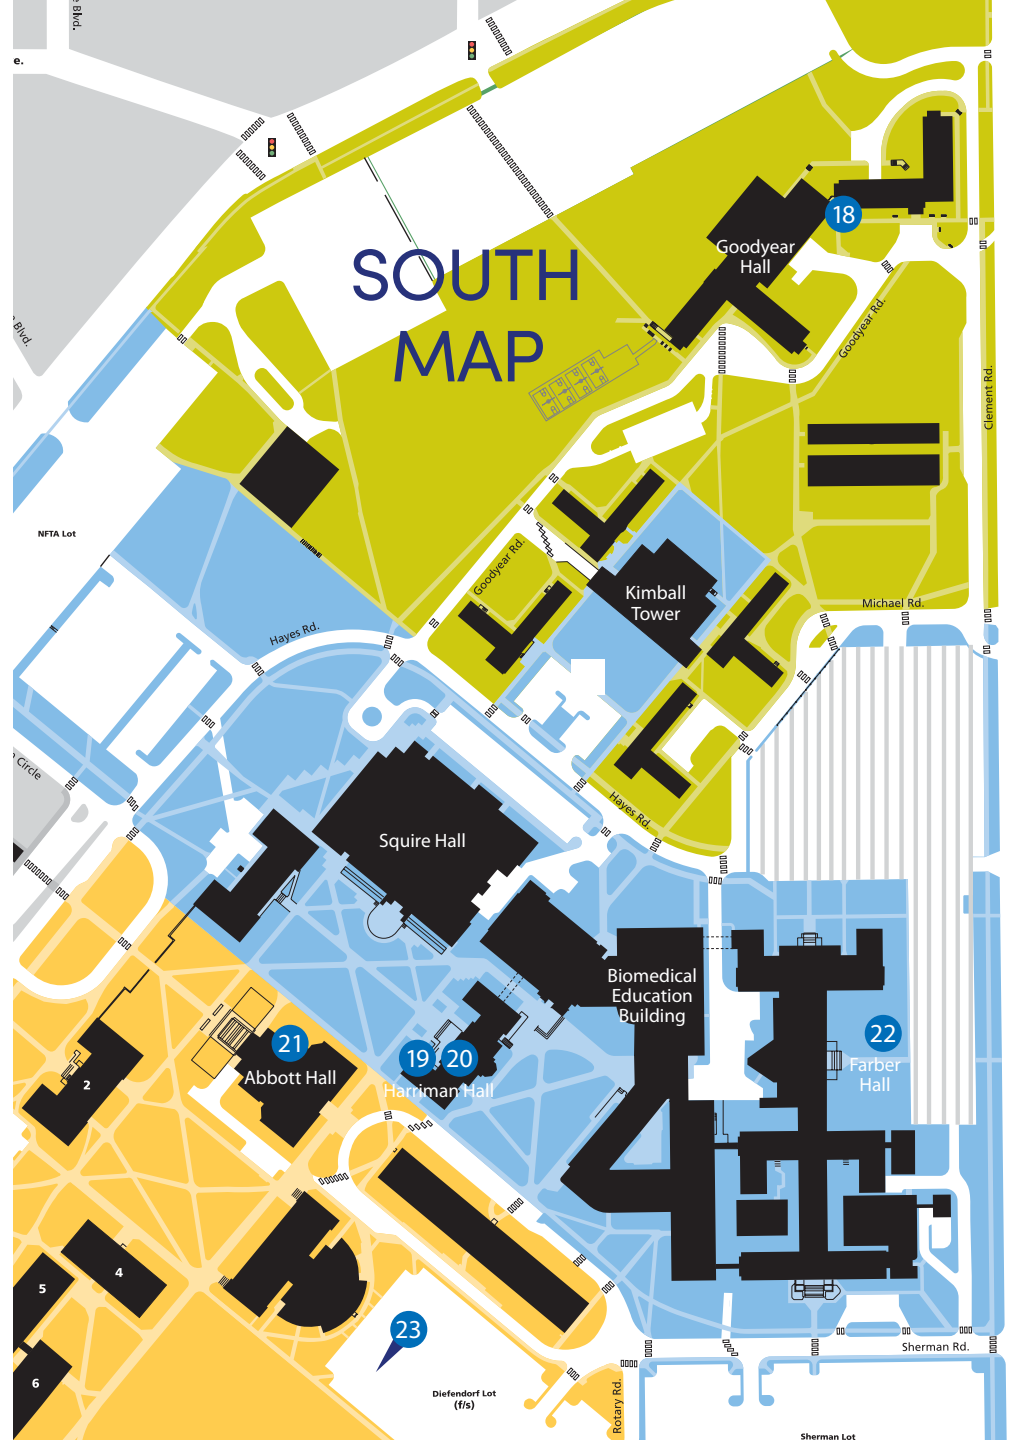 Blvd.
e.
18
Goodyear
Hall
SOUTH
MAP
Blvd.
Goodyear Rd.
Clement Rd.
NFTA Lot
Goodyear Rd.
Kimball
Tower
Michael Rd.
Hayes Rd.
Circle
Hayes Rd.
Squire Hall
Biomedical
Education
Building
22
Farber
Hall
21
Abbott Hall
19
20
Harriman Hall
2
4
5
6
23
Diefendorf Lot
(f/s)
Rotary Rd.
Sherman Rd.
Sherman Lot